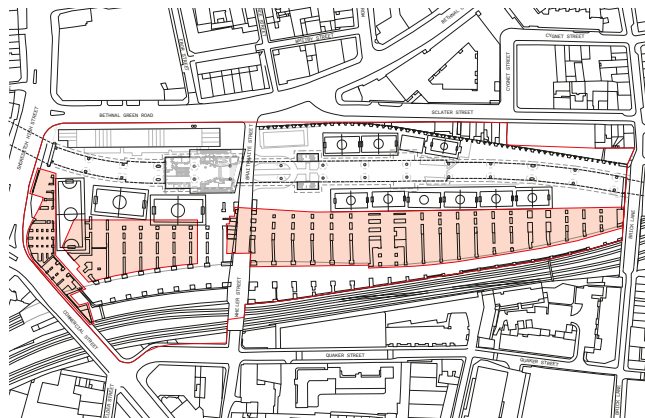 CYGNET STREET
CYGNET STREET
BETHNAL GREEN ROAD
SCLATER STREET
SHOREDITCH HIGH STREET
BRAITHWAITE STREET
BRICK LANE
WHELER STREET
COMMERCIAL STREET
QUAKER STREET
QUAKER STREET